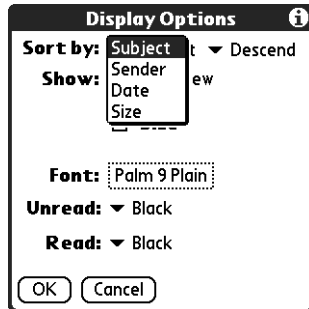 Display Options
Sort by: Subject ▼ Descend
Show: Sender
Date
Size
Font: Palm 9 Plain
Unread: ▼ Black
Read: ▼ Black
OK Cancel